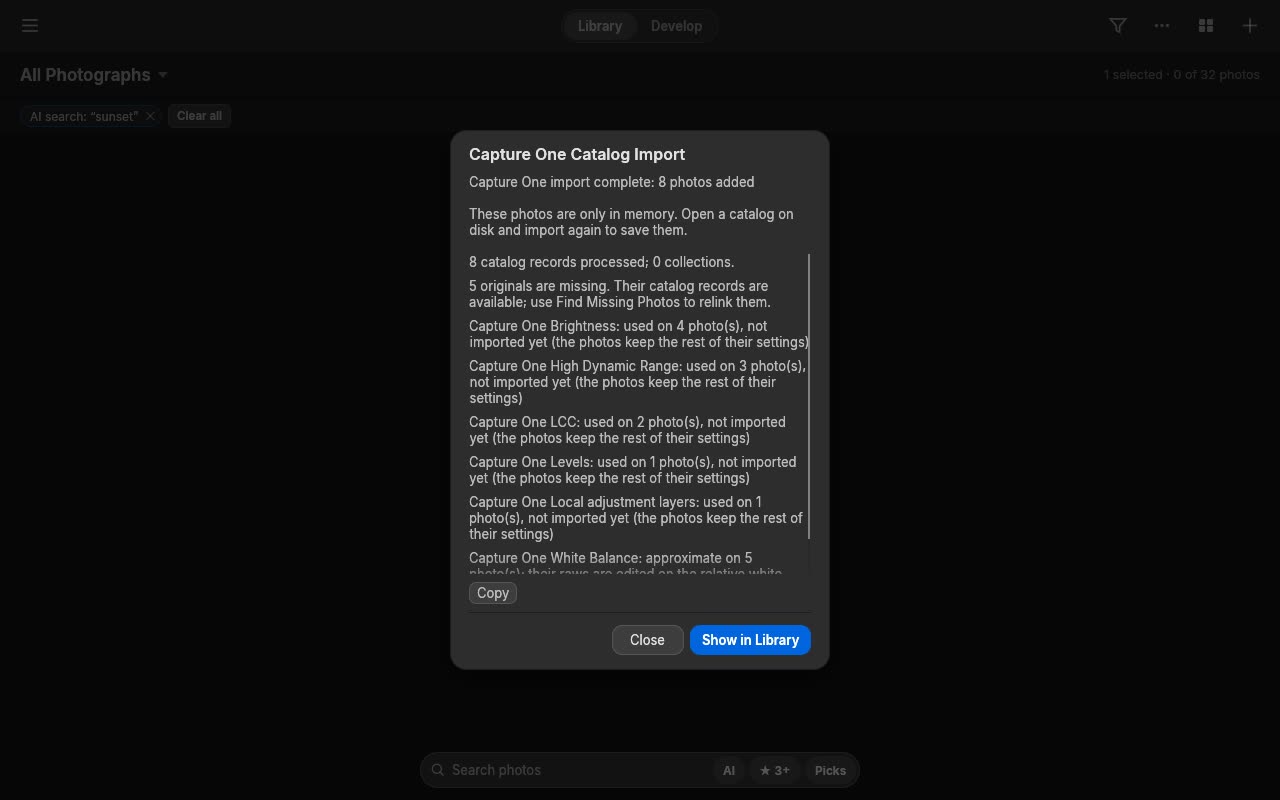 Library Develop
All Photographs
1 selected · 0 of 32 photos
AI search: “sunset”
Clear all
Capture One Catalog Import
Capture One import complete: 8 photos added
These photos are only in memory. Open a catalog on
disk and import again to save them.
8 catalog records processed; 0 collections.
5 originals are missing. Their catalog records are
available; use Find Missing Photos to relink them.
Capture One Brightness: used on 4 photo(s), not
imported yet (the photos keep the rest of their settings)
Capture One High Dynamic Range: used on 3 photo(s),
not imported yet (the photos keep the rest of their
settings)
Capture One LCC: used on 2 photo(s), not imported
yet (the photos keep the rest of their settings)
Capture One Levels: used on 1 photo(s), not imported
yet (the photos keep the rest of their settings)
Capture One Local adjustment layers: used on 1
photo(s), not imported yet (the photos keep the rest of
their settings)
Capture One White Balance: approximate on 5
photo(s); their raws are edited on the relative white
Copy
Close
Show in Library
Search photos
AI
★ 3+
Picks